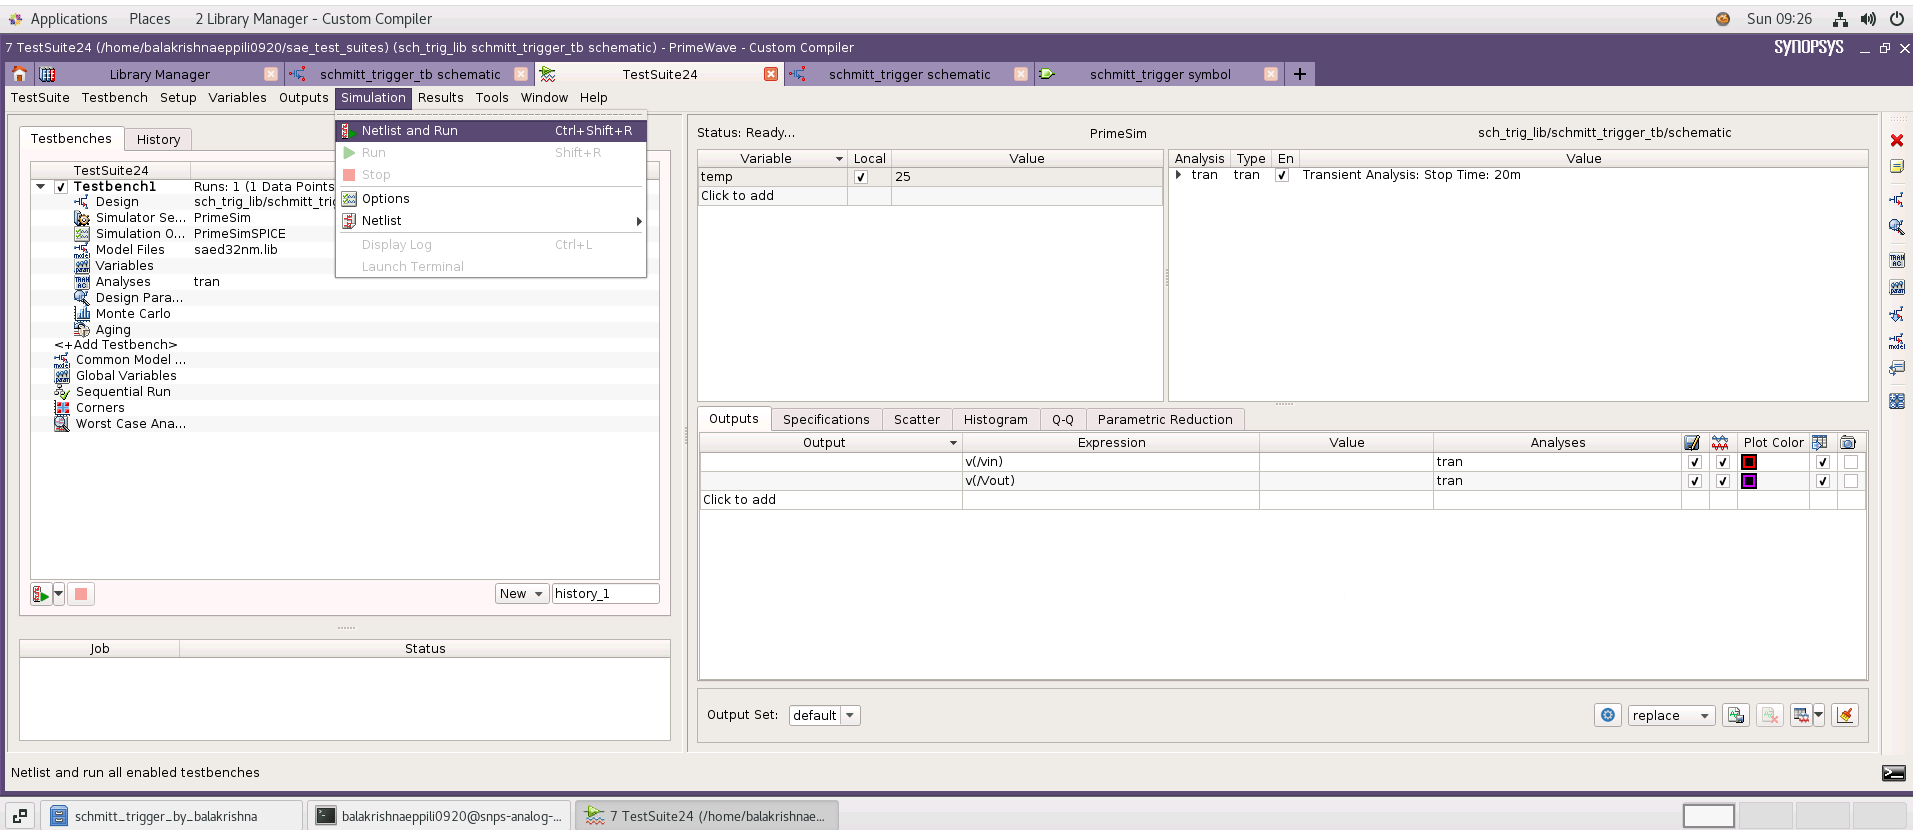 Applications Places 2 Library Manager - Custom Compiler Sun 09:26
7 TestSuite24 (/home/balakrishnaeppili0920/sae_test_suites) (sch_trig_lib schmitt_trigger_tb schematic) - PrimeWave - Custom Compiler SYNOPSYS
Library Manager schmitt_trigger_tb schematic TestSuite24 schmitt_trigger schematic schmitt_trigger symbol
TestSuite Testbench Setup Variables Outputs Simulation Results Tools Window Help
Netlist and Run Ctrl+Shift+R
Run Shift+R
Stop
Options
Netlist
Display Log Ctrl+L
Launch Terminal
Testbenches History
TestSuite24
Testbench1 Runs: 1 (1 Data Points
Design sch_trig_lib/schmitt_trig
Simulator Se... PrimeSim
Simulation O... PrimeSimSPICE
Model Files saed32nm.lib
Variables
Analyses tran
Design Para...
Monte Carlo
Aging
<+Add Testbench>
Common Model ...
Global Variables
Sequential Run
Corners
Worst Case Ana...
New history_1
Job Status
Status: Ready... PrimeSim sch_trig_lib/schmitt_trigger_tb/schematic
Variable Local Value
temp 25
Click to add
Analysis Type En Value
tran tran Transient Analysis: Stop Time: 20m
Outputs Specifications Scatter Histogram Q-Q Parametric Reduction
Output Expression Value Analyses Plot Color
v(/vin) tran
v(/Vout) tran
Click to add
Output Set: default replace
Netlist and run all enabled testbenches
schmitt_trigger_by_balakrishna balakrishnaeppili0920@snps-analog-... 7 TestSuite24 (/home/balakrishnae...